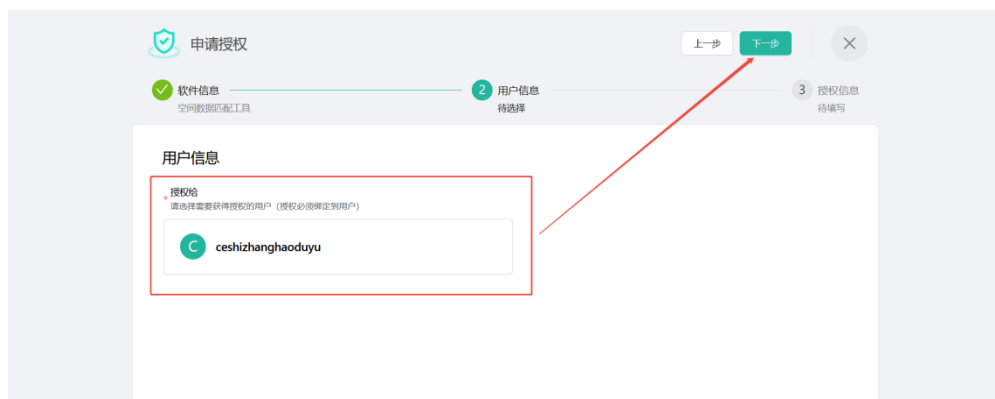 申请授权
上一步
下一步
软件信息
空间数据匹配工具
2 用户信息
待选择
3 授权信息
待填写
用户信息
* 授权给
请选择需要获得授权的用户（授权必须绑定到用户）
C ceshizhanghaoduyu